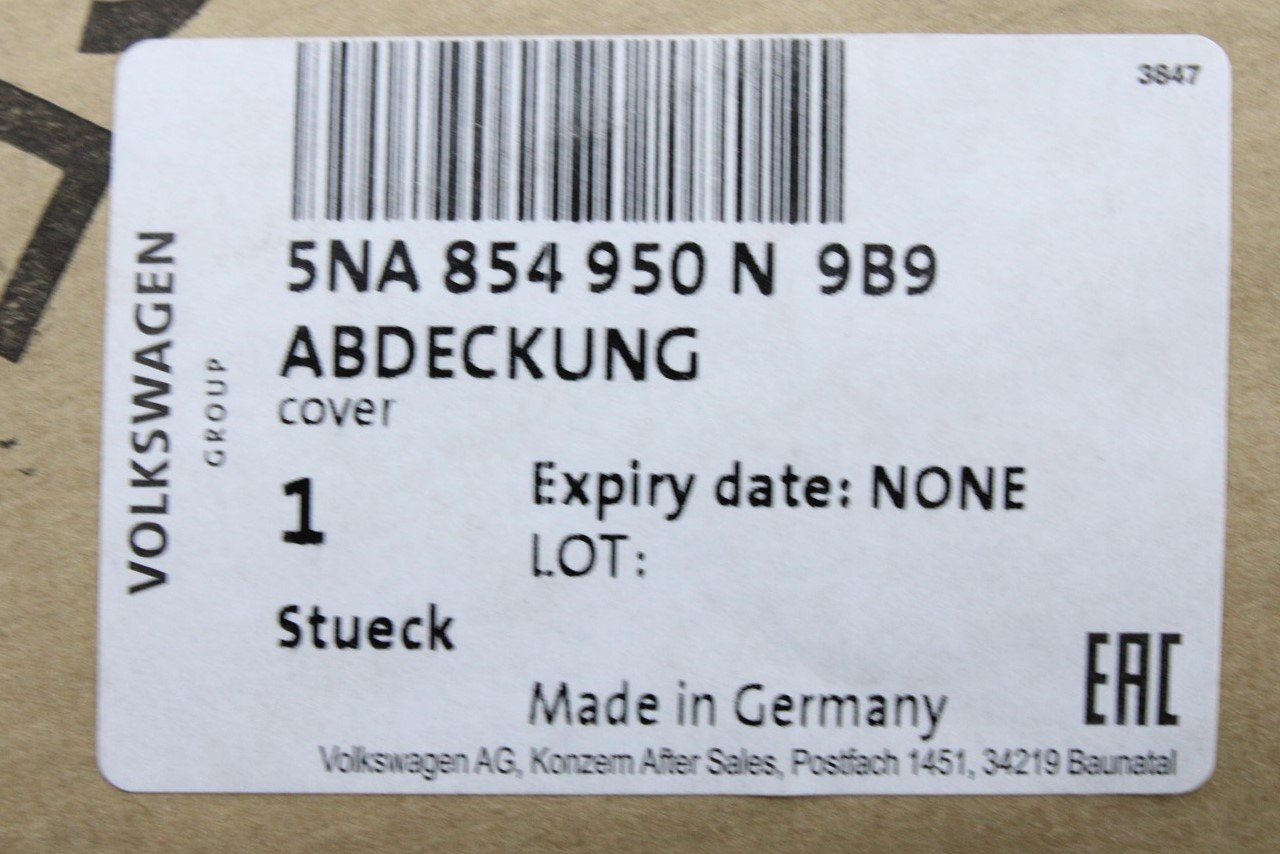 3847
5NA 854 950 N 9B9
ABDECKUNG
cover
VOLKSWAGEN
GROUP
1
Expiry date: NONE
LOT:
Stueck
Made in Germany
EAC
Volkswagen AG, Konzern After Sales, Postfach 1451, 34219 Baunatal